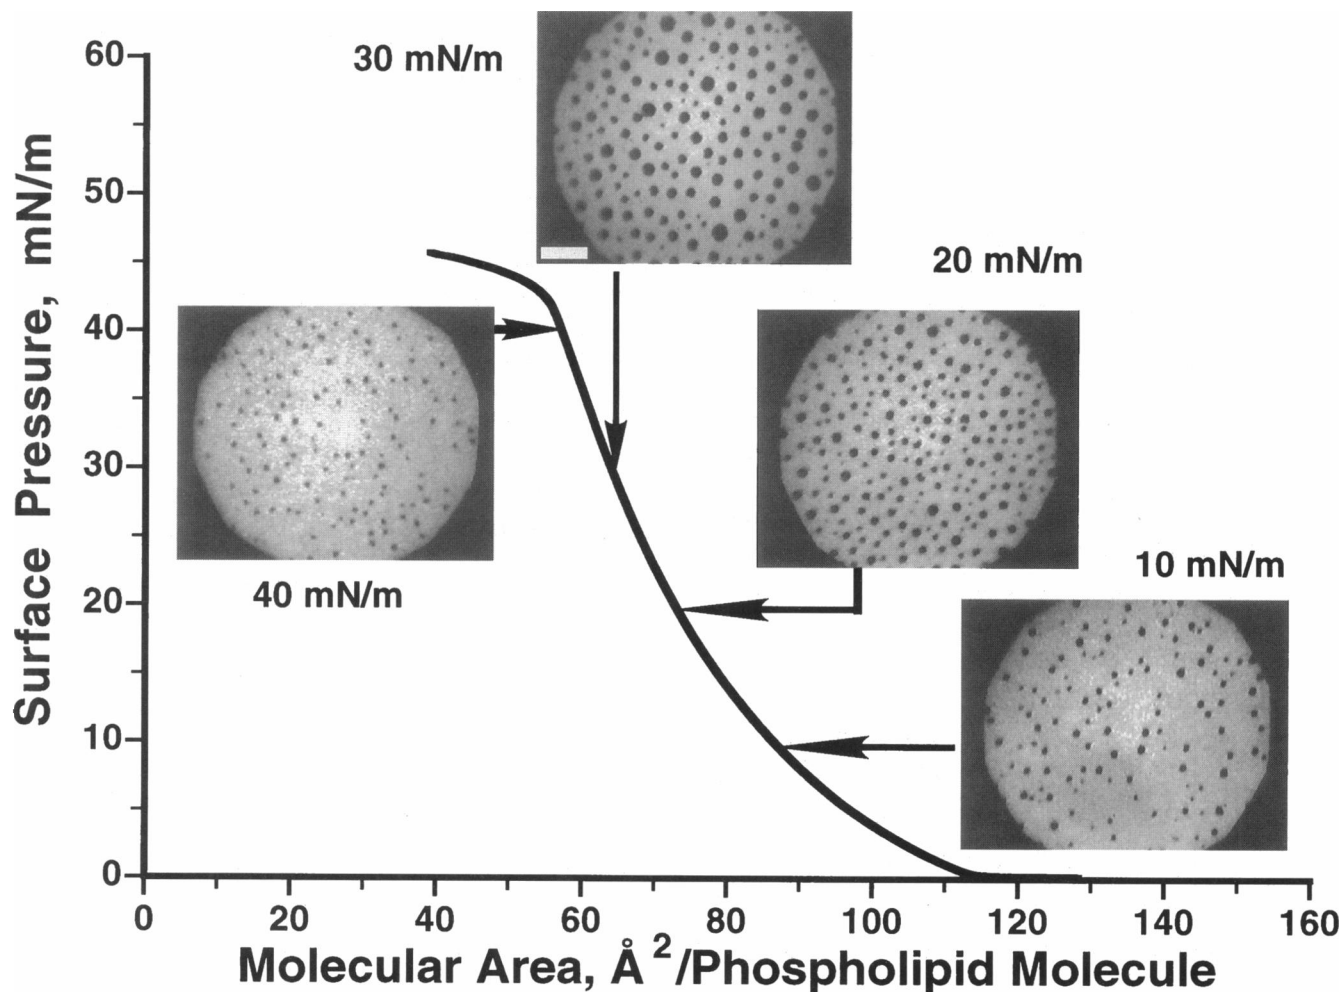 60
50
40
30
20
10
0
Surface Pressure, mN/m
30 mN/m
20 mN/m
10 mN/m
40 mN/m
0 20 40 60 80 100 120 140 160
Molecular Area, Å²/Phospholipid Molecule